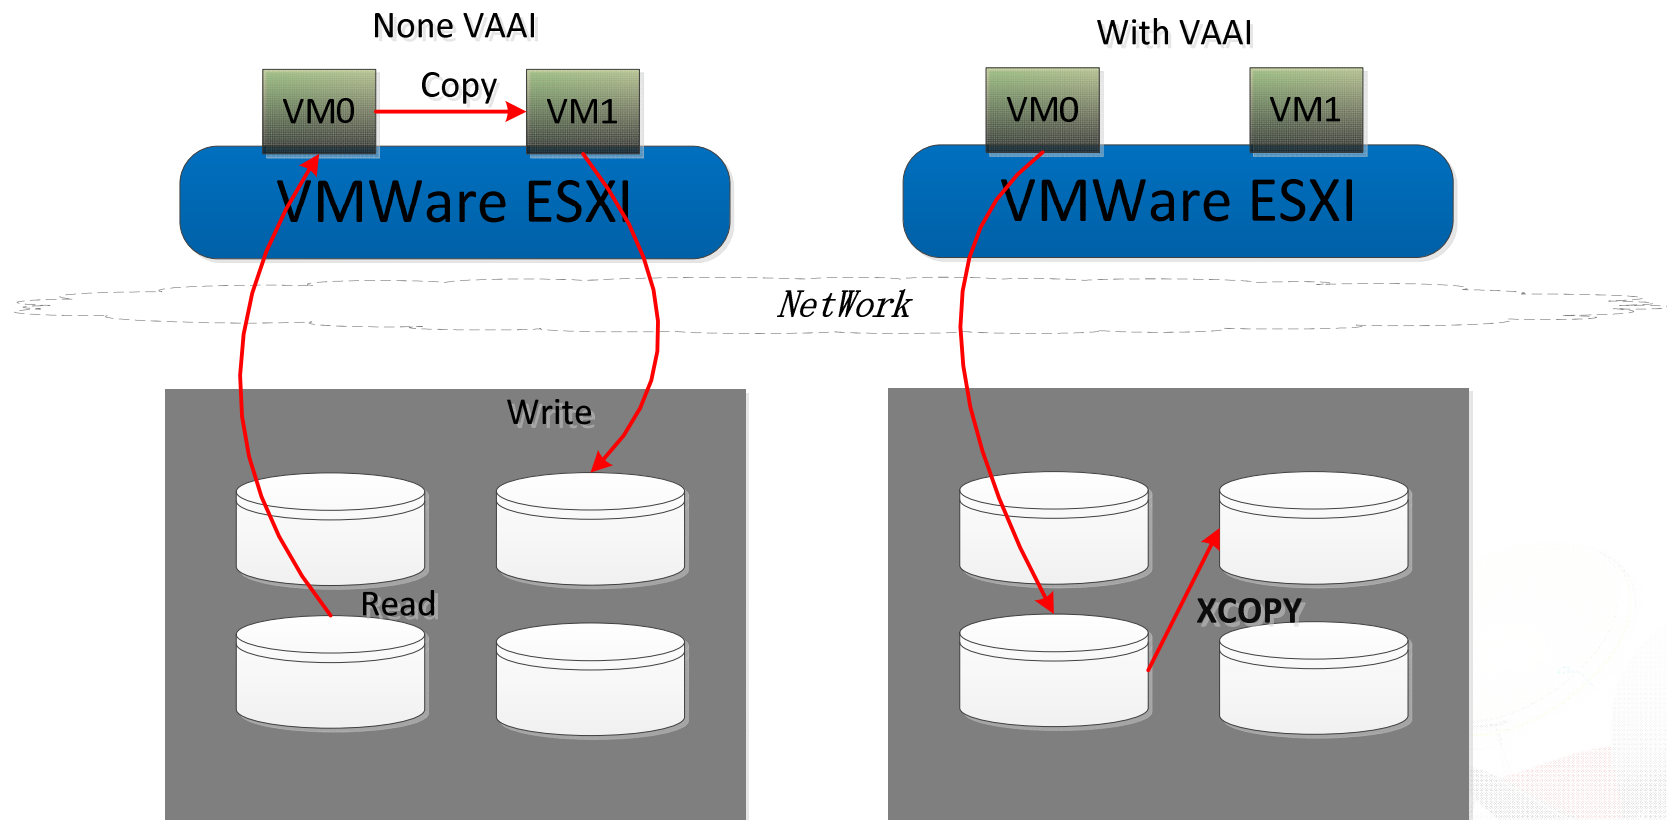 None VAAI
With VAAI
Copy
VM0
VM1
VM0
VM1
VMWare ESXI
VMWare ESXI
NetWork
Write
Read
XCOPY